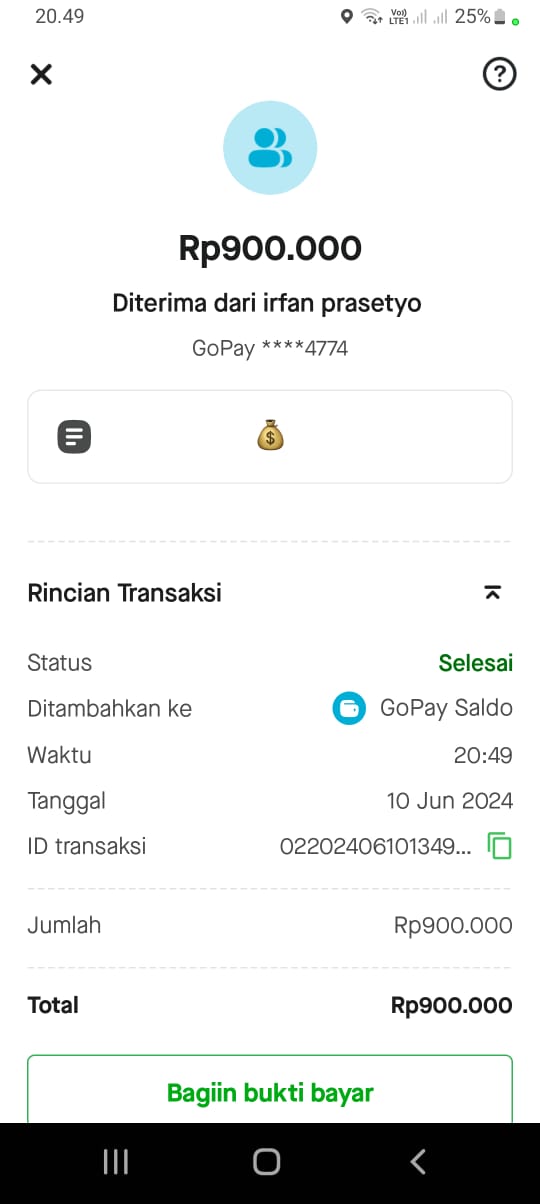 20.49
Vo))
LTE1
25%
Rp900.000
Diterima dari irfan prasetyo
GoPay ****4774
Rincian Transaksi
Status Selesai
Ditambahkan ke GoPay Saldo
Waktu 20:49
Tanggal 10 Jun 2024
ID transaksi 02202406101349...
Jumlah Rp900.000
Total Rp900.000
Bagiin bukti bayar